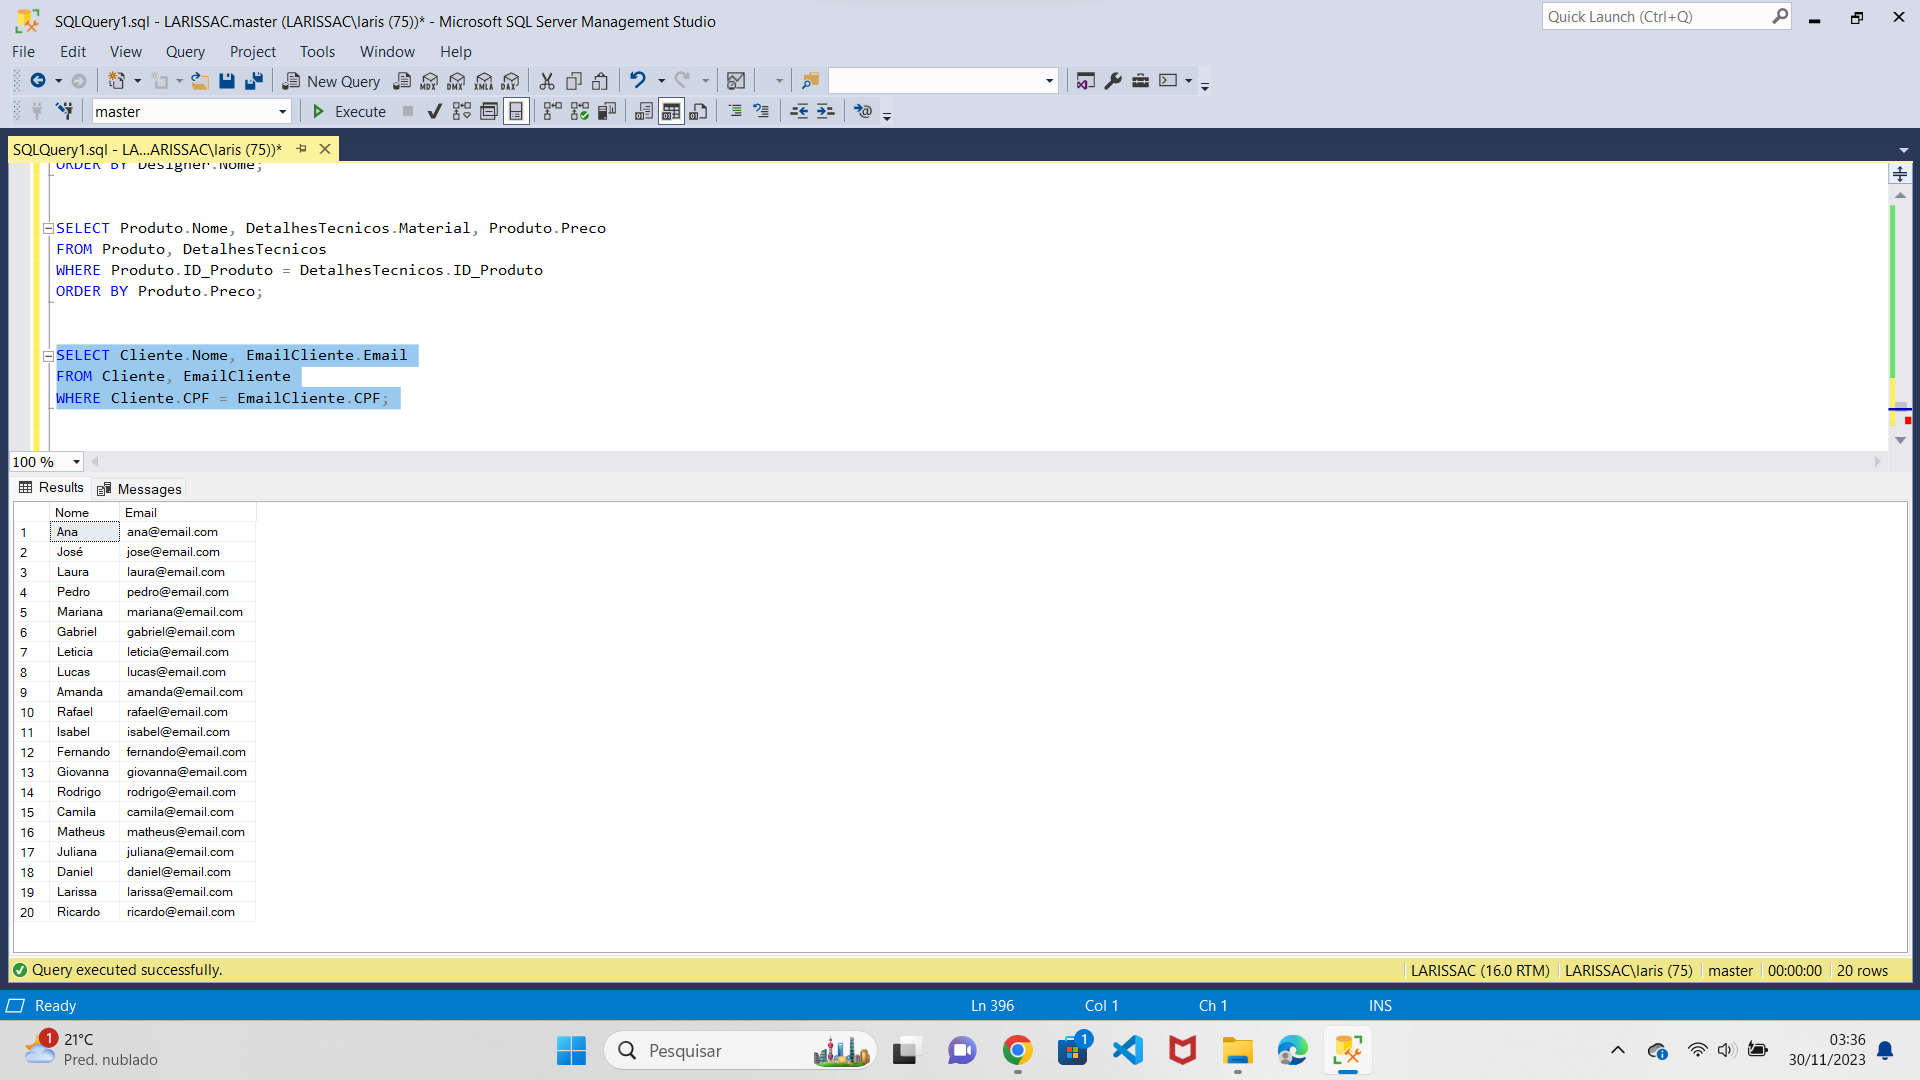 SQLQuery1.sql - LARISSAC.master (LARISSAC\laris (75))* - Microsoft SQL Server Management Studio
Quick Launch (Ctrl+Q)
File Edit View Query Project Tools Window Help
New Query MDX DMX XMLA DAX
master Execute
SQLQuery1.sql - LA...ARISSAC\laris (75))*
ORDER BY Designer.Nome;
SELECT Produto.Nome, DetalhesTecnicos.Material, Produto.Preco
FROM Produto, DetalhesTecnicos
WHERE Produto.ID_Produto = DetalhesTecnicos.ID_Produto
ORDER BY Produto.Preco;
SELECT Cliente.Nome, EmailCliente.Email
FROM Cliente, EmailCliente
WHERE Cliente.CPF = EmailCliente.CPF;
100 %
Results Messages
Nome Email
1 Ana ana@email.com
2 José jose@email.com
3 Laura laura@email.com
4 Pedro pedro@email.com
5 Mariana mariana@email.com
6 Gabriel gabriel@email.com
7 Leticia leticia@email.com
8 Lucas lucas@email.com
9 Amanda amanda@email.com
10 Rafael rafael@email.com
11 Isabel isabel@email.com
12 Fernando fernando@email.com
13 Giovanna giovanna@email.com
14 Rodrigo rodrigo@email.com
15 Camila camila@email.com
16 Matheus matheus@email.com
17 Juliana juliana@email.com
18 Daniel daniel@email.com
19 Larissa larissa@email.com
20 Ricardo ricardo@email.com
Query executed successfully. LARISSAC (16.0 RTM) LARISSAC\laris (75) master 00:00:00 20 rows
Ready Ln 396 Col 1 Ch 1 INS
1 21°C
Pred. nublado
Pesquisar
1
03:36
30/11/2023